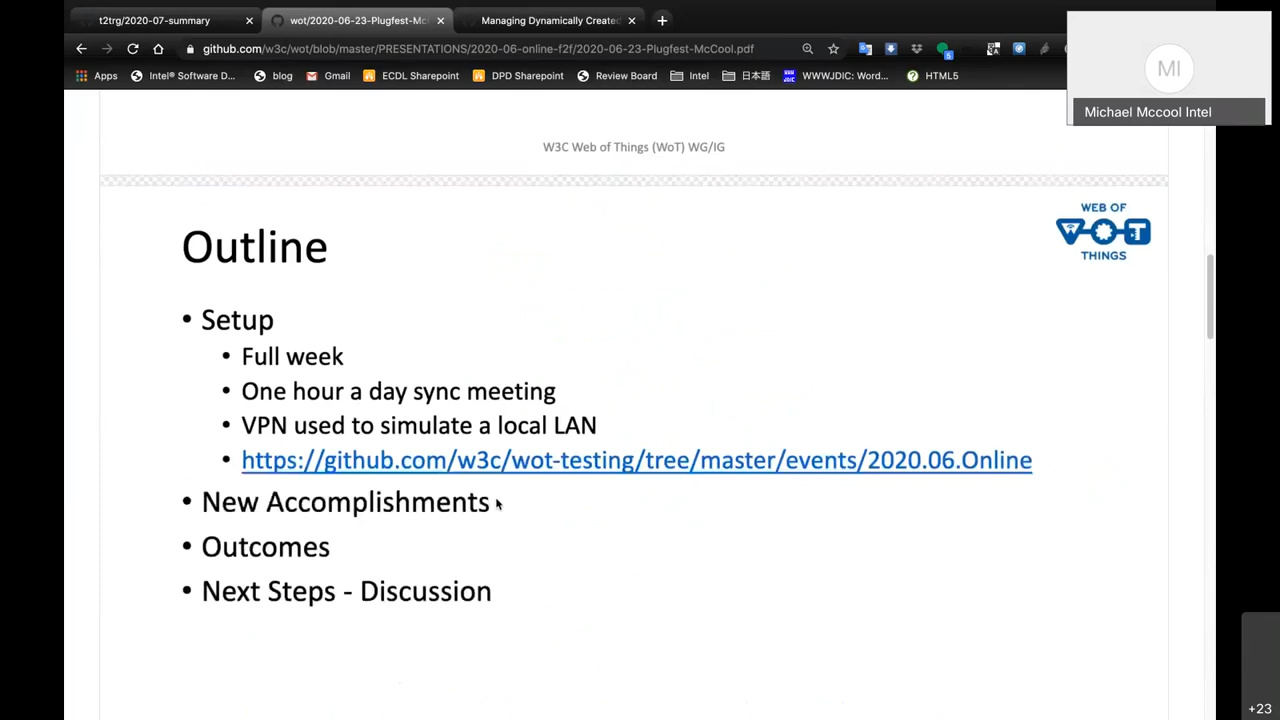 t2trg/2020-07-summary
wot/2020-06-23-Plugfest-Mc
Managing Dynamically Created
github.com/w3c/wot/blob/master/PRESENTATIONS/2020-06-online-f2f/2020-06-23-Plugfest-McCool.pdf
5
Apps
Intel® Software D...
blog
Gmail
ECDL Sharepoint
DPD Sharepoint
Review Board
Intel
日本語
WWWJDIC: Wor...
HTML5
MI
Michael Mccool Intel
W3C Web of Things (WoT) WG/IG
WEB OF
WOT
THINGS
Outline
• Setup
• Full week
• One hour a day sync meeting
• VPN used to simulate a local LAN
• https://github.com/w3c/wot-testing/tree/master/events/2020.06.Online
• New Accomplishments
• Outcomes
• Next Steps - Discussion
+23